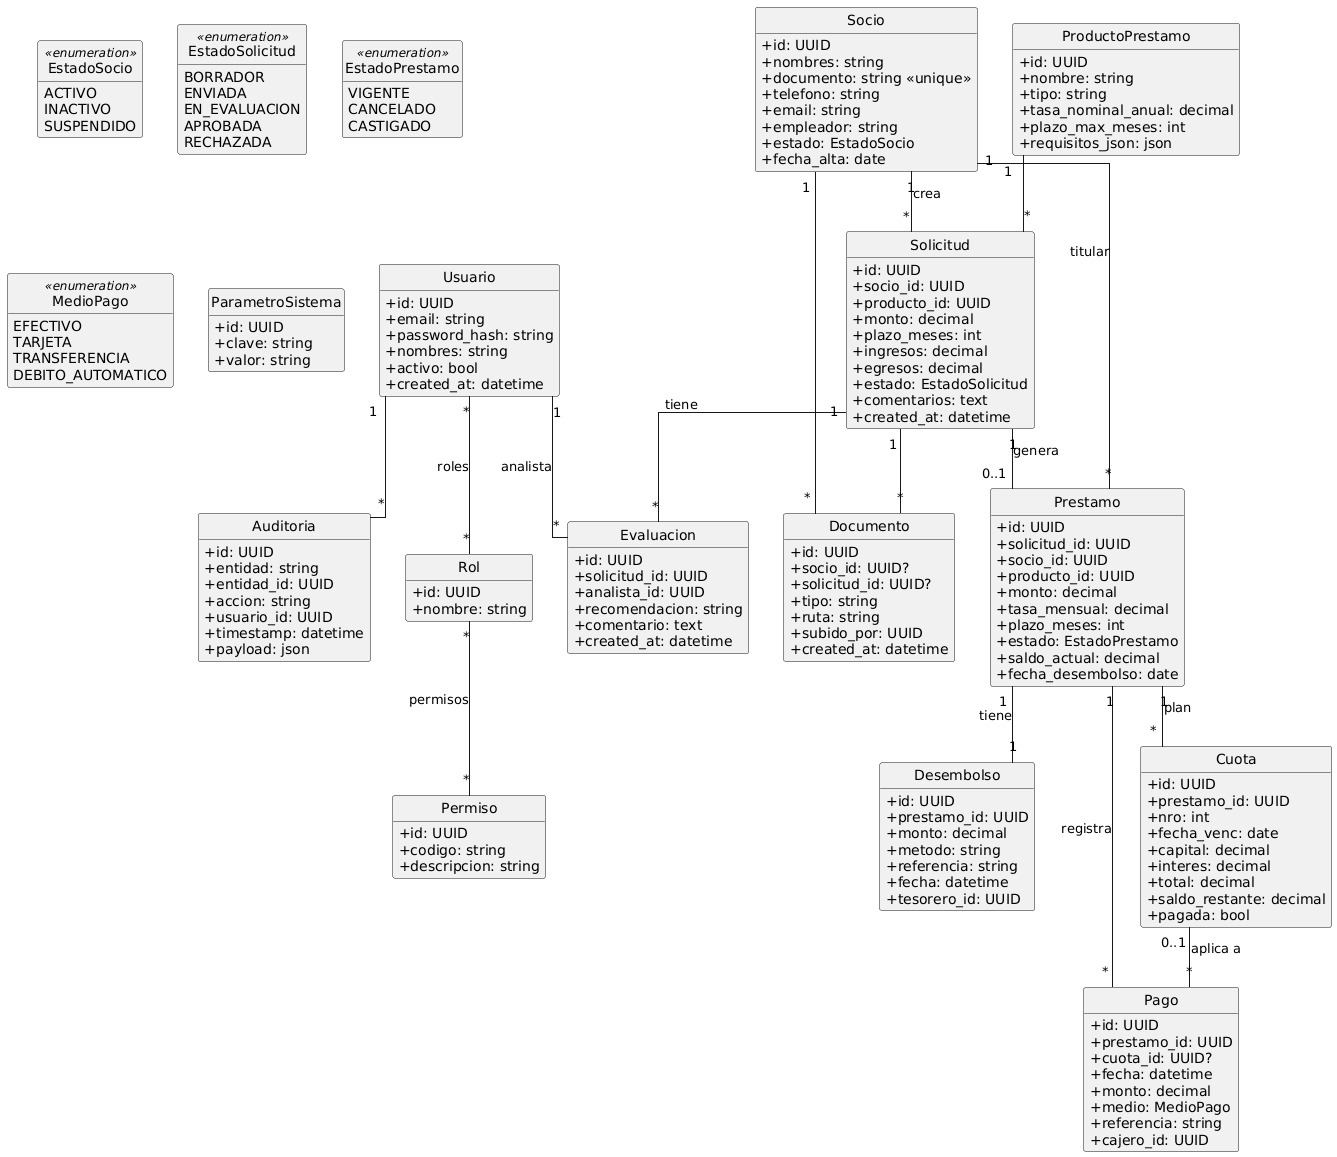 «enumeration»
EstadoSocio
ACTIVO
INACTIVO
SUSPENDIDO
«enumeration»
EstadoSolicitud
BORRADOR
ENVIADA
EN_EVALUACION
APROBADA
RECHAZADA
«enumeration»
EstadoPrestamo
VIGENTE
CANCELADO
CASTIGADO
Socio
+id: UUID
+nombres: string
+documento: string «unique»
+telefono: string
+email: string
+empleador: string
+estado: EstadoSocio
+fecha_alta: date
ProductoPrestamo
+id: UUID
+nombre: string
+tipo: string
+tasa_nominal_anual: decimal
+plazo_max_meses: int
+requisitos_json: json
1
1
crea
*
1
*
1
titular
*
1
*
«enumeration»
MedioPago
EFECTIVO
TARJETA
TRANSFERENCIA
DEBITO_AUTOMATICO
ParametroSistema
+id: UUID
+clave: string
+valor: string
Usuario
+id: UUID
+email: string
+password_hash: string
+nombres: string
+activo: bool
+created_at: datetime
Solicitud
+id: UUID
+socio_id: UUID
+producto_id: UUID
+monto: decimal
+plazo_meses: int
+ingresos: decimal
+egresos: decimal
+estado: EstadoSolicitud
+comentarios: text
+created_at: datetime
1
*
*
roles
*
1
analista
*
1
tiene
*
1
*
1
genera
0..1
Auditoria
+id: UUID
+entidad: string
+entidad_id: UUID
+accion: string
+usuario_id: UUID
+timestamp: datetime
+payload: json
Rol
+id: UUID
+nombre: string
Evaluacion
+id: UUID
+solicitud_id: UUID
+analista_id: UUID
+recomendacion: string
+comentario: text
+created_at: datetime
Documento
+id: UUID
+socio_id: UUID?
+solicitud_id: UUID?
+tipo: string
+ruta: string
+subido_por: UUID
+created_at: datetime
Prestamo
+id: UUID
+solicitud_id: UUID
+socio_id: UUID
+producto_id: UUID
+monto: decimal
+tasa_mensual: decimal
+plazo_meses: int
+estado: EstadoPrestamo
+saldo_actual: decimal
+fecha_desembolso: date
*
permisos
*
1
tiene
1
1
registra
*
1
plan
*
Permiso
+id: UUID
+codigo: string
+descripcion: string
Desembolso
+id: UUID
+prestamo_id: UUID
+monto: decimal
+metodo: string
+referencia: string
+fecha: datetime
+tesorero_id: UUID
Cuota
+id: UUID
+prestamo_id: UUID
+nro: int
+fecha_venc: date
+capital: decimal
+interes: decimal
+total: decimal
+saldo_restante: decimal
+pagada: bool
0..1
aplica a
*
Pago
+id: UUID
+prestamo_id: UUID
+cuota_id: UUID?
+fecha: datetime
+monto: decimal
+medio: MedioPago
+referencia: string
+cajero_id: UUID